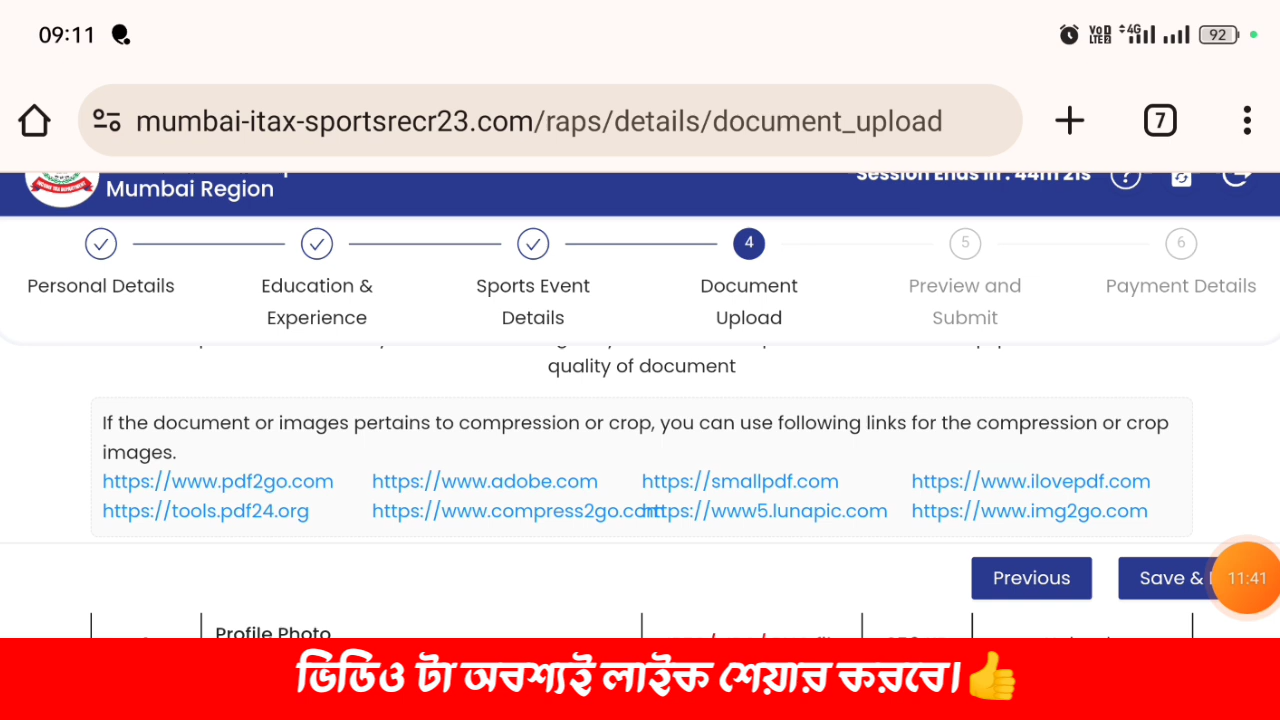 09:11
VoD LTE2 4G 92
mumbai-itax-sportsrecr23.com/raps/details/document_upload
7
Mumbai Region
Session Ends In : 44m 21s
4
5
6
Personal Details
Education & Experience
Sports Event Details
Document Upload
Preview and Submit
Payment Details
quality of document
If the document or images pertains to compression or crop, you can use following links for the compression or crop
images.
https://www.pdf2go.com https://www.adobe.com https://smallpdf.com https://www.ilovepdf.com
https://tools.pdf24.org https://www.compress2go.com https://www5.lunapic.com https://www.img2go.com
Previous
Save &
11:41
Profile Photo
ভিডিও টা অবশ্যই লাইক শেয়ার করবে।👍